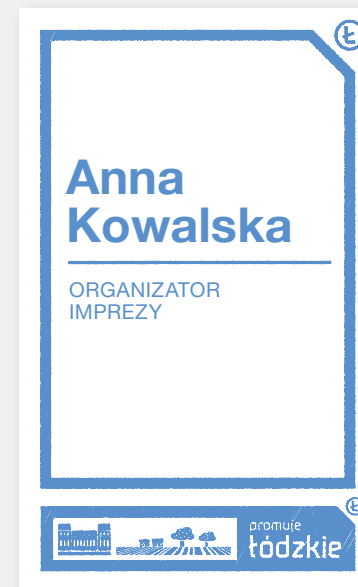 Ł
Anna
Kowalska
ORGANIZATOR
IMPREZY
Ł
promuje
łódzkie